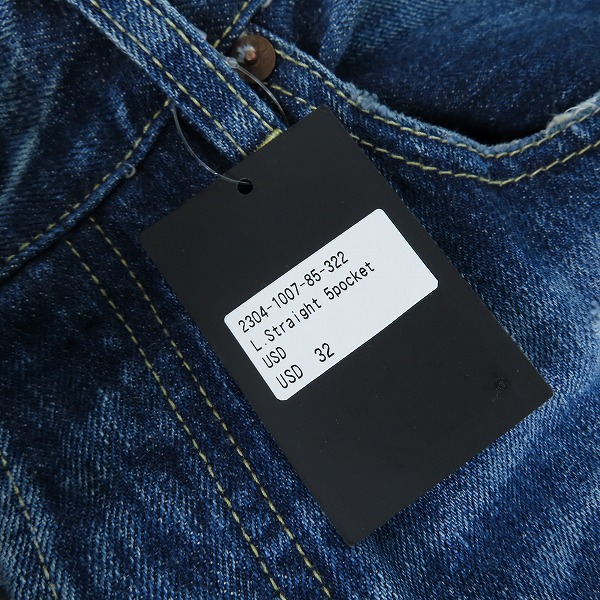 2304-1007-85-322
L.Straight 5pocket
USD
USD 32